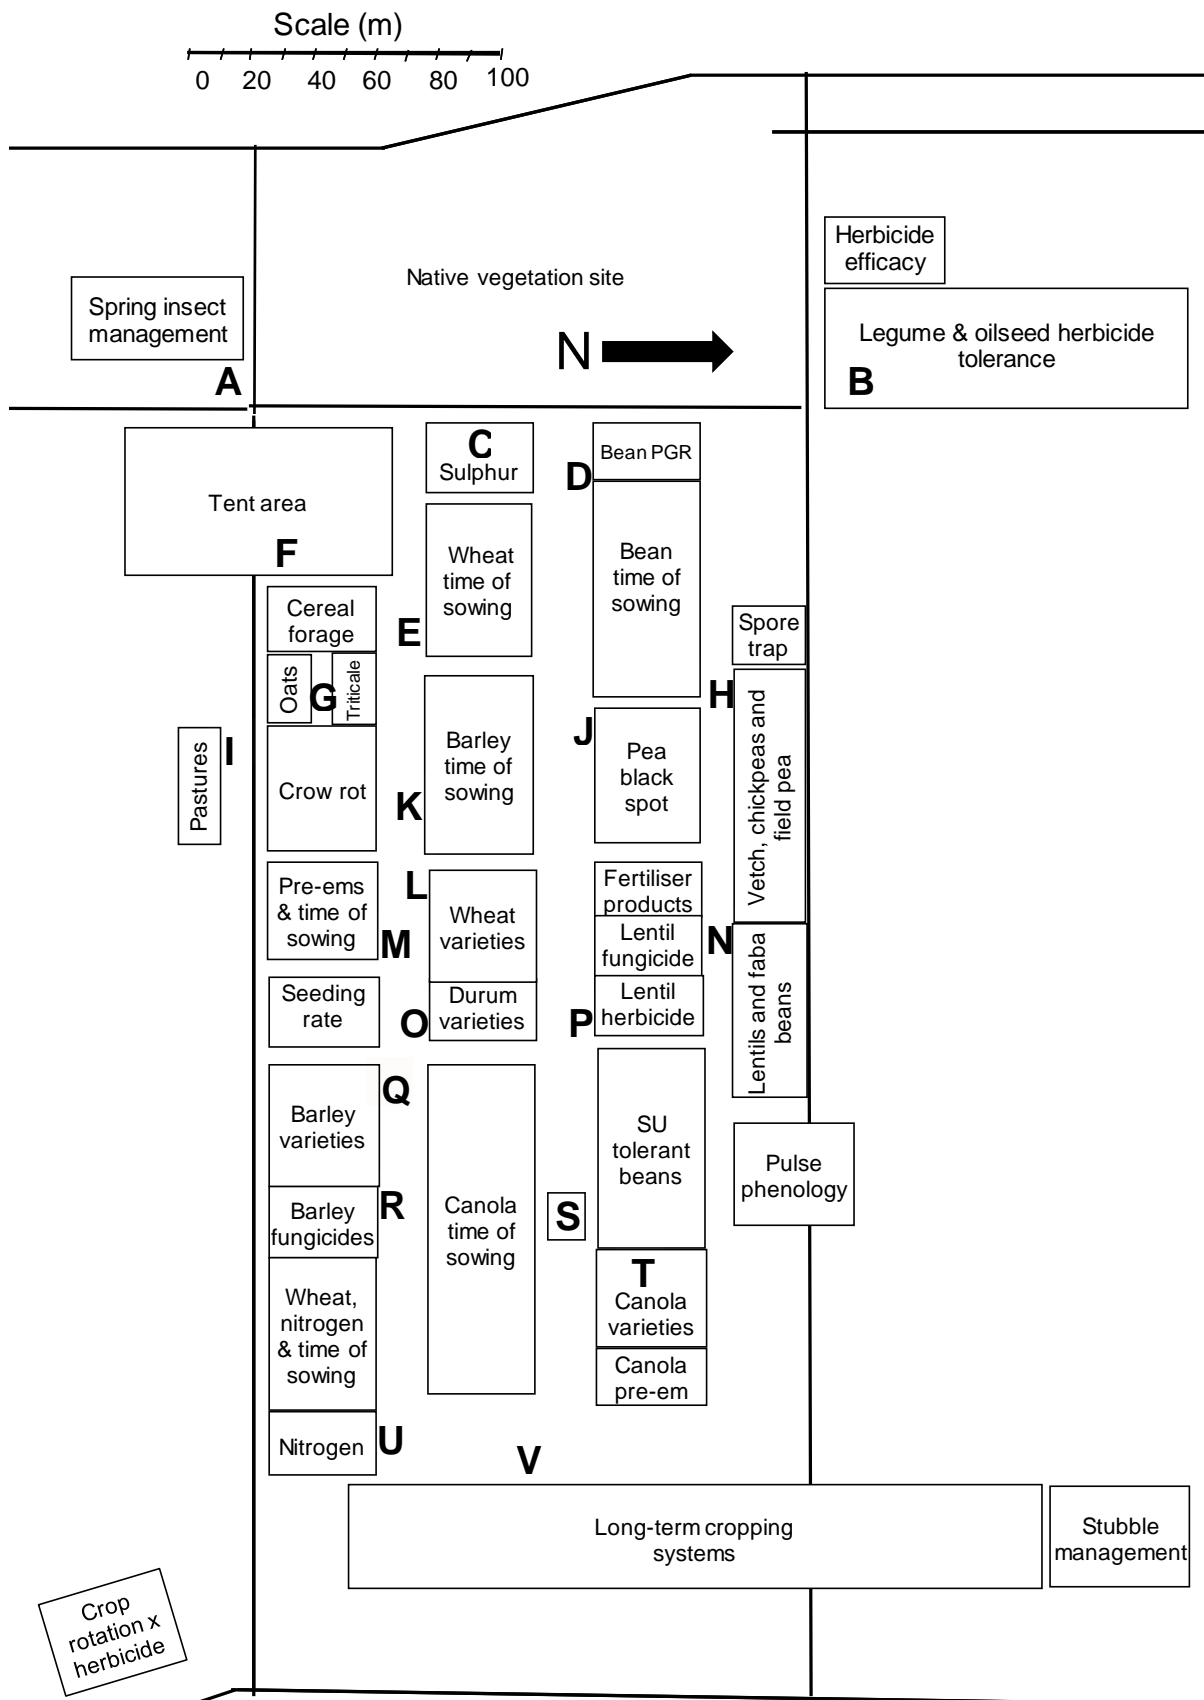 Scale (m)
0 20 40 60 80 100
Herbicide
efficacy
Native vegetation site
Spring insect
management
N
Legume & oilseed herbicide
tolerance
A
B
C
Sulphur
D
Bean PGR
Tent area
F
Wheat
time of
sowing
E
Bean
time of
sowing
Cereal
forage
Spore
trap
Oats
G
Triticale
H
I
Pastures
Crow rot
Barley
time of
sowing
K
J
Pea
black
spot
Vetch, chickpeas and
field pea
Pre-ems
& time of
sowing
L
M
Wheat
varieties
Fertiliser
products
Lentil
fungicide
N
Seeding
rate
O
Durum
varieties
P
Lentil
herbicide
Lentils and faba
beans
Q
Barley
varieties
SU
tolerant
beans
Pulse
phenology
R
Barley
fungicides
Canola
time of
sowing
S
T
Canola
varieties
Wheat,
nitrogen
& time of
sowing
Canola
pre-em
Nitrogen
U
V
Long-term cropping
systems
Stubble
management
Crop
rotation x
herbicide